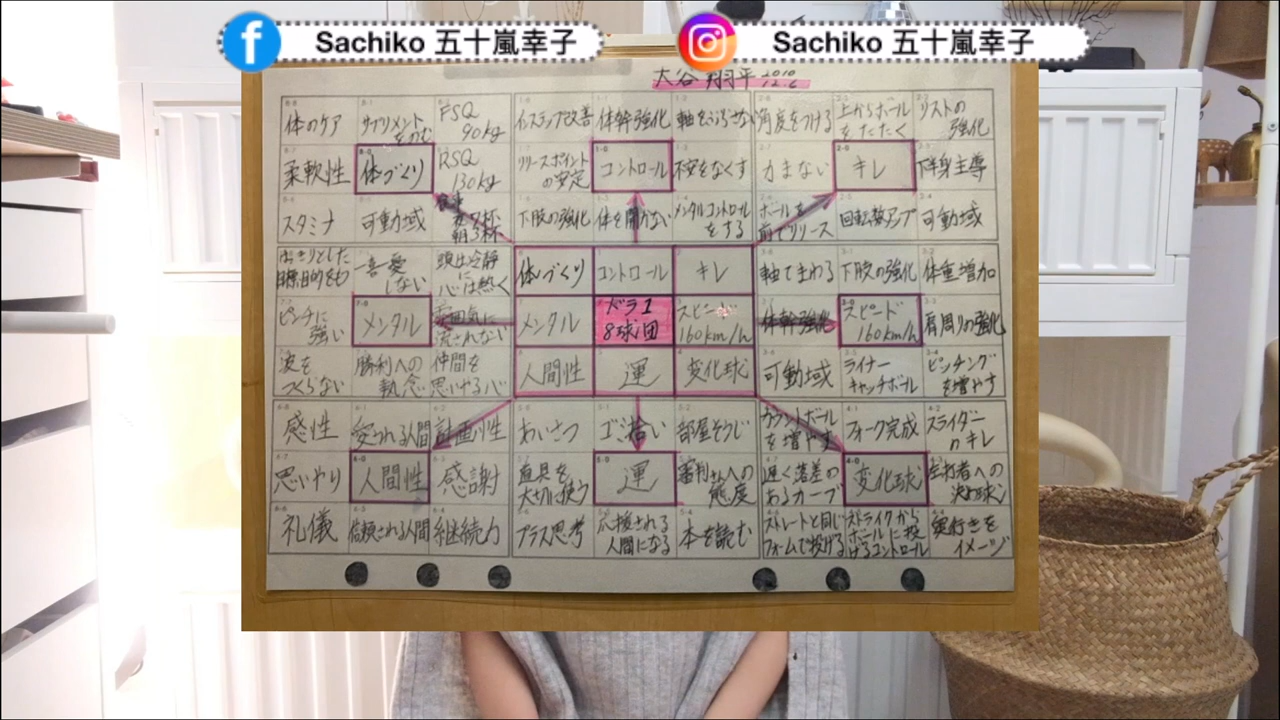 Sachiko 五十嵐幸子
Sachiko 五十嵐幸子
大谷 翔平 2010 12.6
体のケア
サプリメントをのむ
FSQ 90kg
インステップ改善
体幹強化
軸をぶらさない
角度をつける
上からボールをたたく
リストの強化
柔軟性
体づくり
RSQ 130kg
リリースポイントの安定
コントロール
不安をなくす
力まない
キレ
下半身主導
スタミナ
可動域
食事 夜7杯 朝3杯
下肢の強化
体を開かない
メンタルコントロールをする
ボールを前でリリース
回転数アップ
可動域
はっきりとした目標、目的をもつ
一喜一憂しない
頭は冷静に心は熱く
体づくり
コントロール
キレ
軸でまわる
下肢の強化
体重増加
ピンチに強い
メンタル
雰囲気に流されない
メンタル
ドラ1 8球団
スピード 160km/h
体幹強化
スピード 160km/h
肩周りの強化
波をつくらない
勝利への執念
仲間を思いやる心
人間性
運
変化球
可動域
ライナーキャッチボール
ピッチングを増やす
感性
愛される人間
計画性
あいさつ
ゴミ拾い
部屋そうじ
カウントボールを増やす
フォーク完成
スライダーのキレ
思いやり
人間性
感謝
道具を大切に使う
運
審判さんへの態度
遅く落差のあるカーブ
変化球
左打者への決め球
礼儀
信頼される人間
継続力
プラス思考
応援される人間になる
本を読む
ストレートと同じフォームで投げる
ストライクからボールに投げるコントロール
奥行きをイメージ